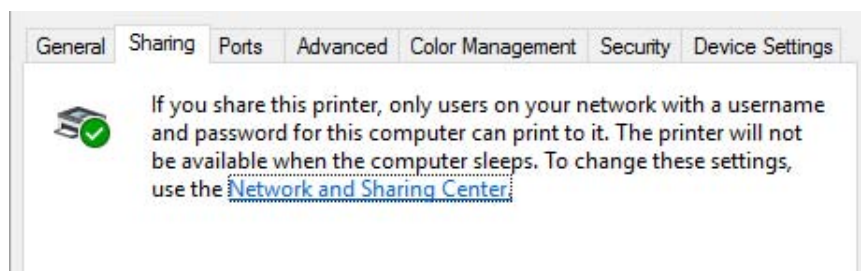 General Sharing Ports Advanced Color Management Security Device Settings
If you share this printer, only users on your network with a username
and password for this computer can print to it. The printer will not
be available when the computer sleeps. To change these settings,
use the Network and Sharing Center.